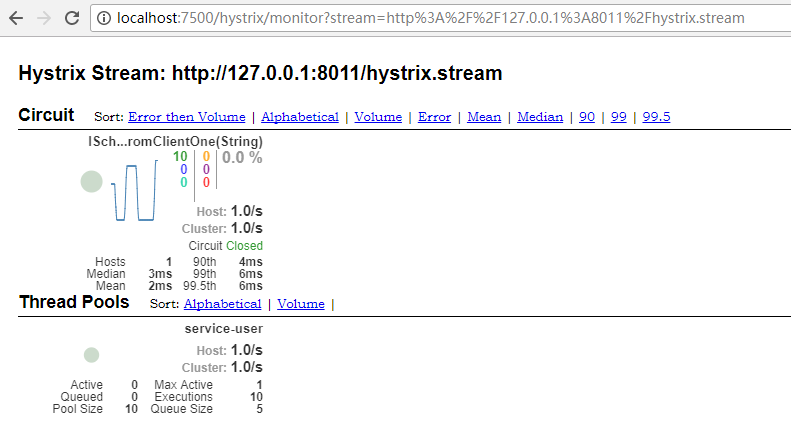 localhost:7500/hystrix/monitor?stream=http%3A%2F%2F127.0.0.1%3A8011%2Fhystrix.stream
Hystrix Stream: http://127.0.0.1:8011/hystrix.stream
Circuit Sort: Error then Volume | Alphabetical | Volume | Error | Mean | Median | 90 | 99 | 99.5
ISch...romClientOne(String)
10 0 0.0 %
0 0
0 0
Host: 1.0/s
Cluster: 1.0/s
Circuit Closed
Hosts 1 90th 4ms
Median 3ms 99th 6ms
Mean 2ms 99.5th 6ms
Thread Pools Sort: Alphabetical | Volume |
service-user
Host: 1.0/s
Cluster: 1.0/s
Active 0 Max Active 1
Queued 0 Executions 10
Pool Size 10 Queue Size 5